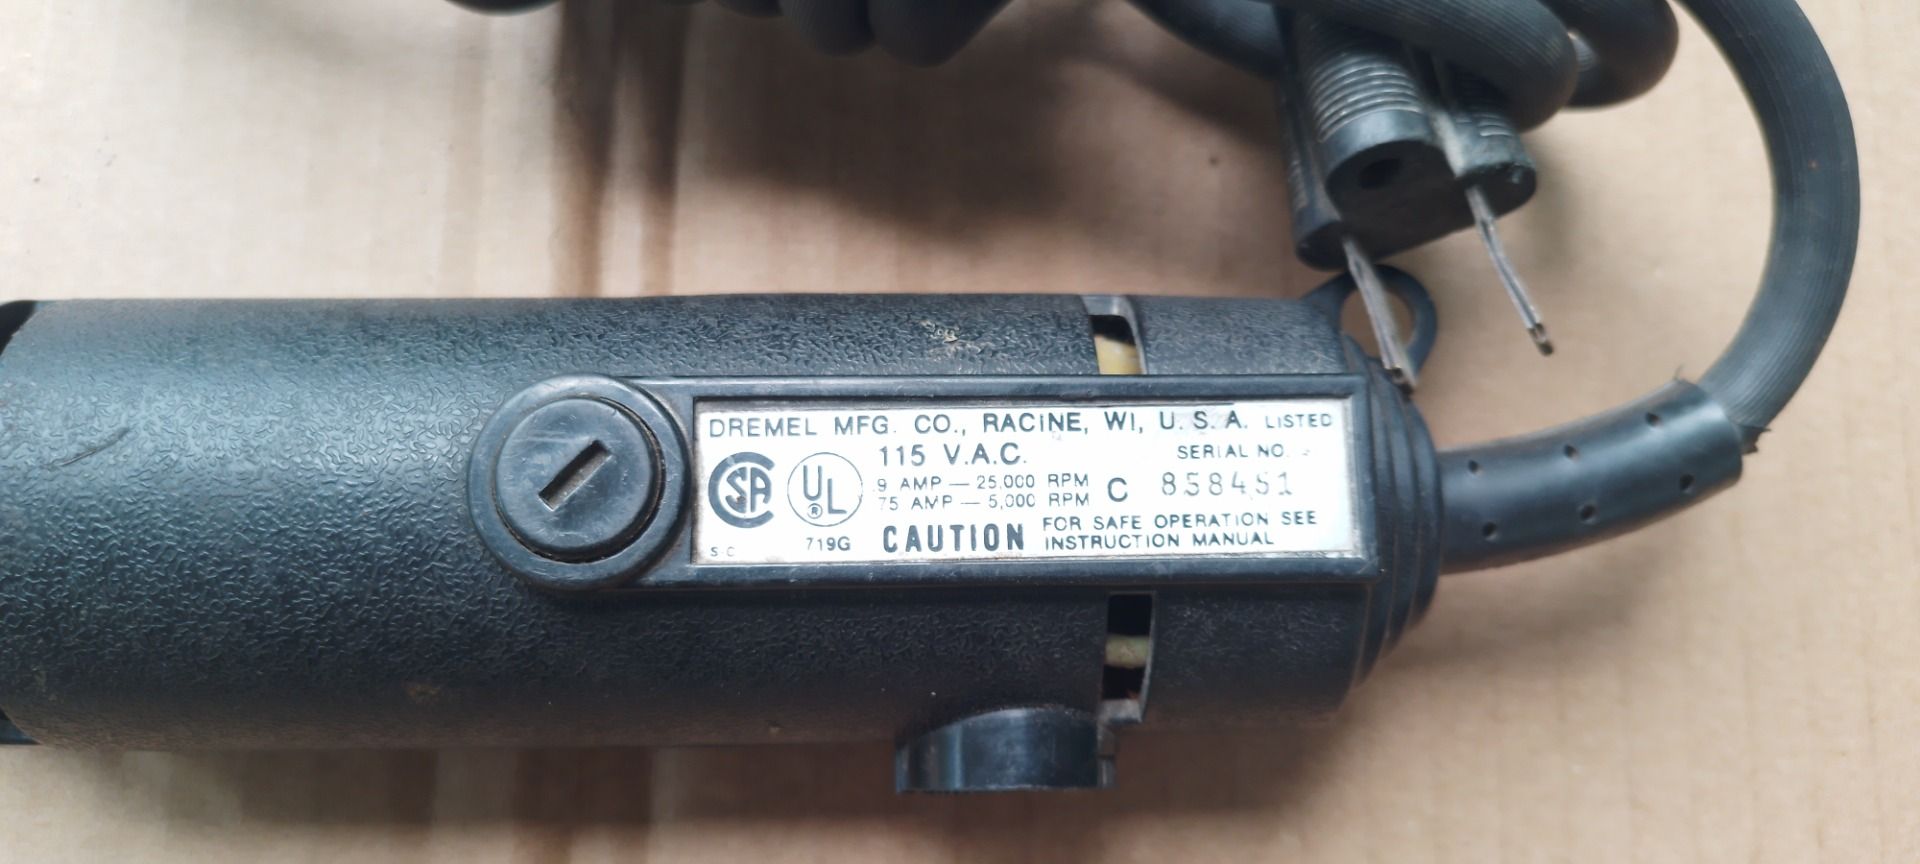 DREMEL MFG. CO., RACINE, WI, U.S.A. LISTED
115 V.A.C. SERIAL NO.
SA UL ® .9 AMP — 25,000 RPM C 858451
.75 AMP — 5,000 RPM
S C 719G CAUTION FOR SAFE OPERATION SEE
INSTRUCTION MANUAL